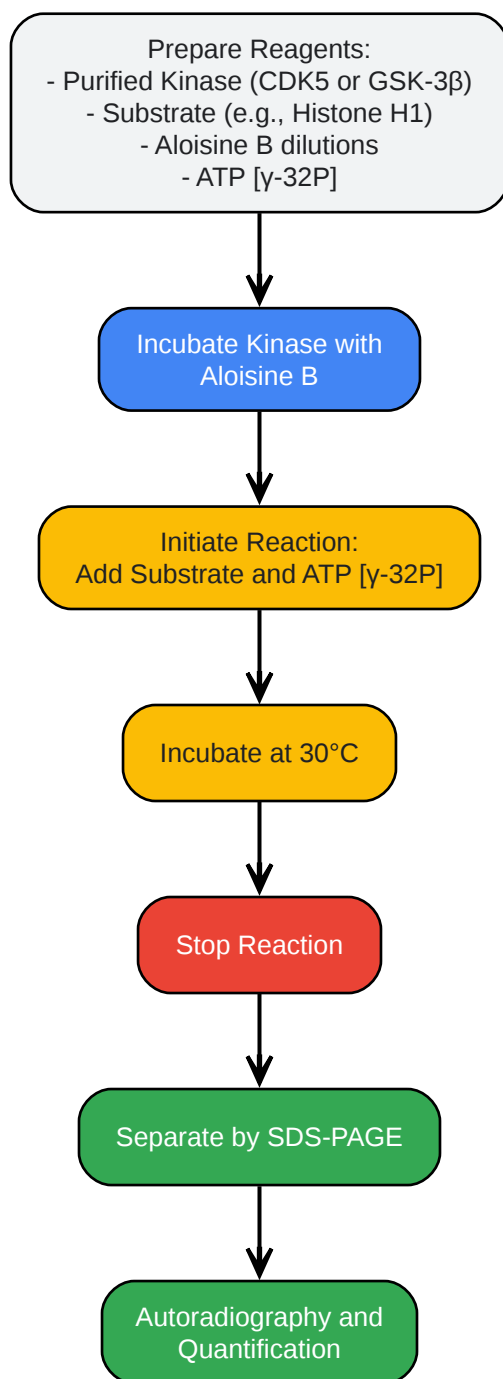 Prepare Reagents:
- Purified Kinase (CDK5 or GSK-3β)
- Substrate (e.g., Histone H1)
- Aloisine B dilutions
- ATP [γ-32P]
Incubate Kinase with
Aloisine B
Initiate Reaction:
Add Substrate and ATP [γ-32P]
Incubate at 30°C
Stop Reaction
Separate by SDS-PAGE
Autoradiography and
Quantification